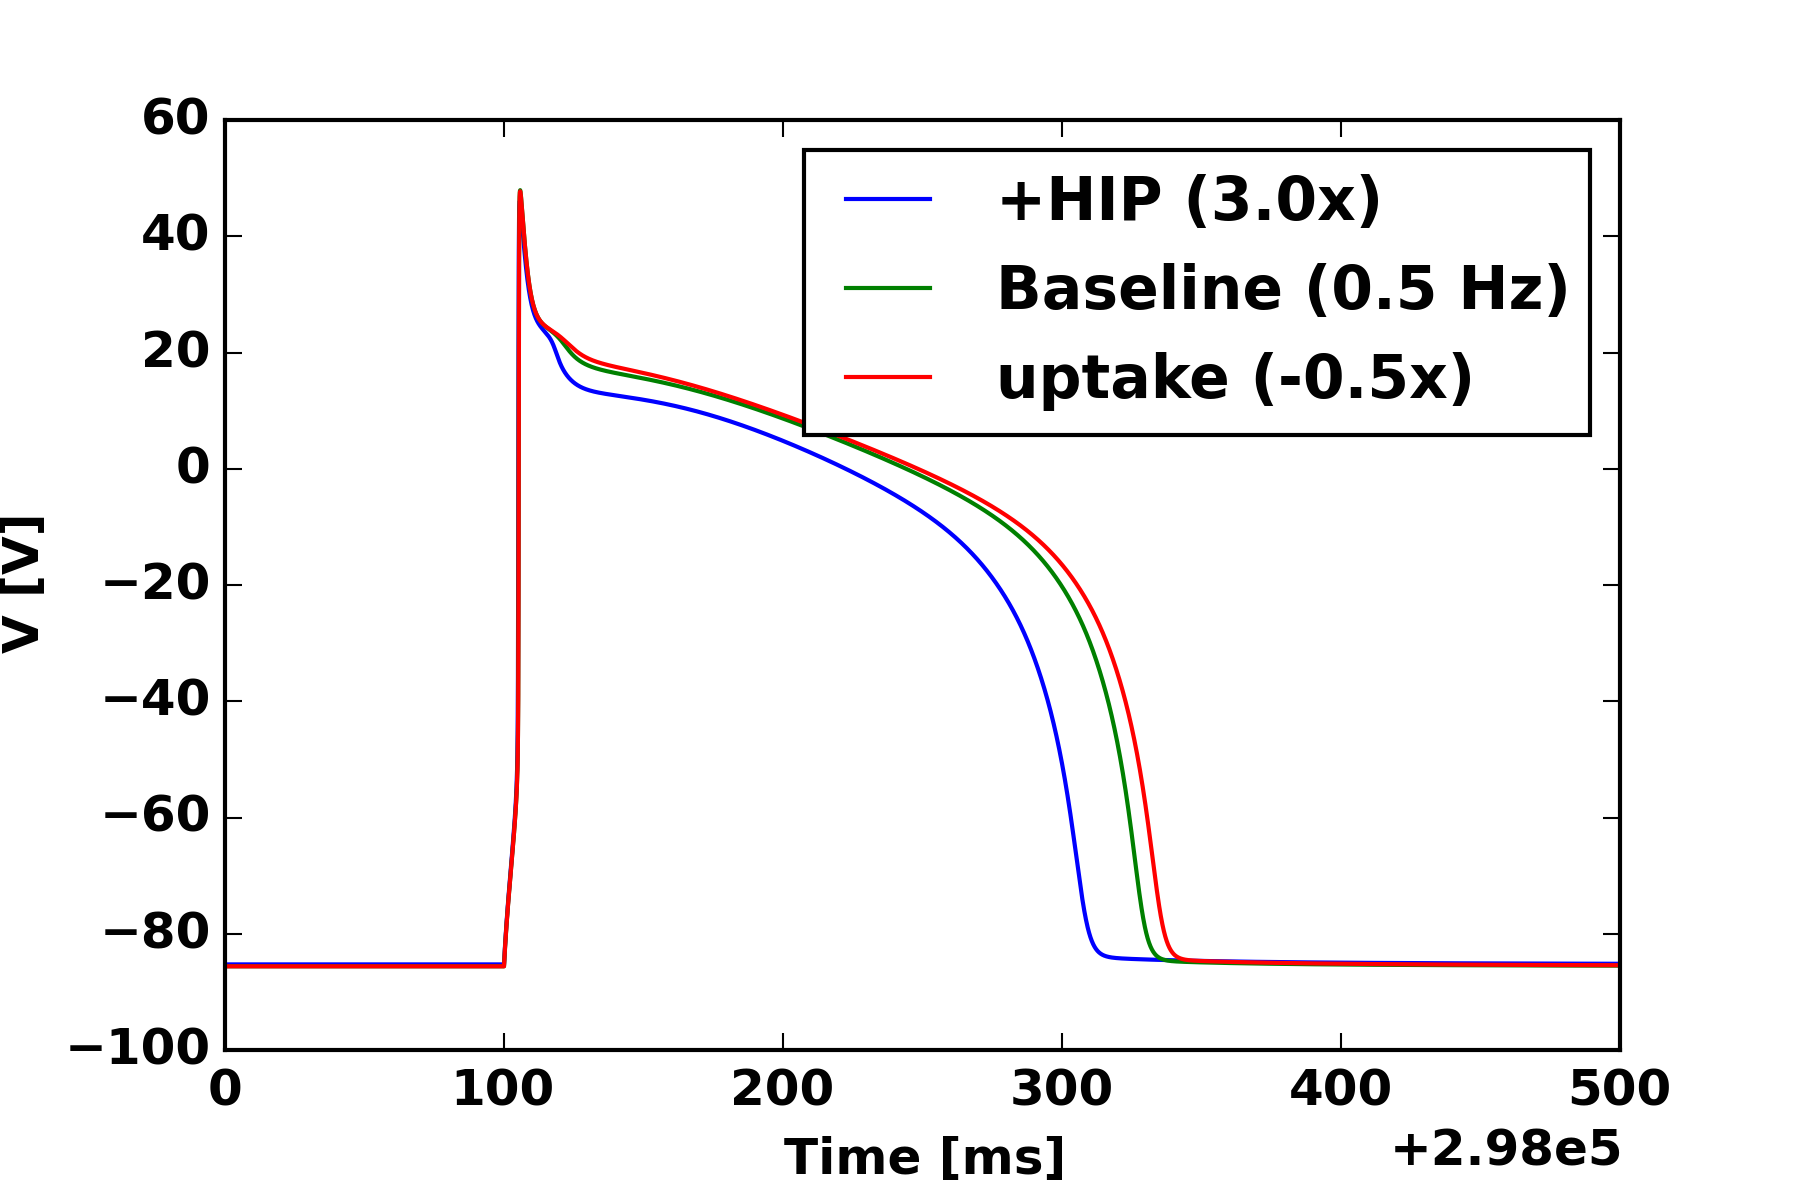 60
40
20
0
−20
−40
−60
−80
−100
V [V]
+HIP (3.0x)
Baseline (0.5 Hz)
uptake (-0.5x)
0 100 200 300 400 500
Time [ms]
+2.98e5